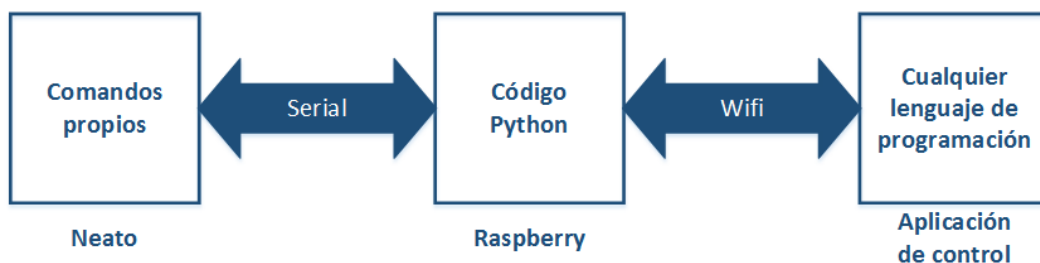 Comandos
propios
Serial
Código
Python
Wifi
Cualquier
lenguaje de
programación
Neato
Raspberry
Aplicación
de control